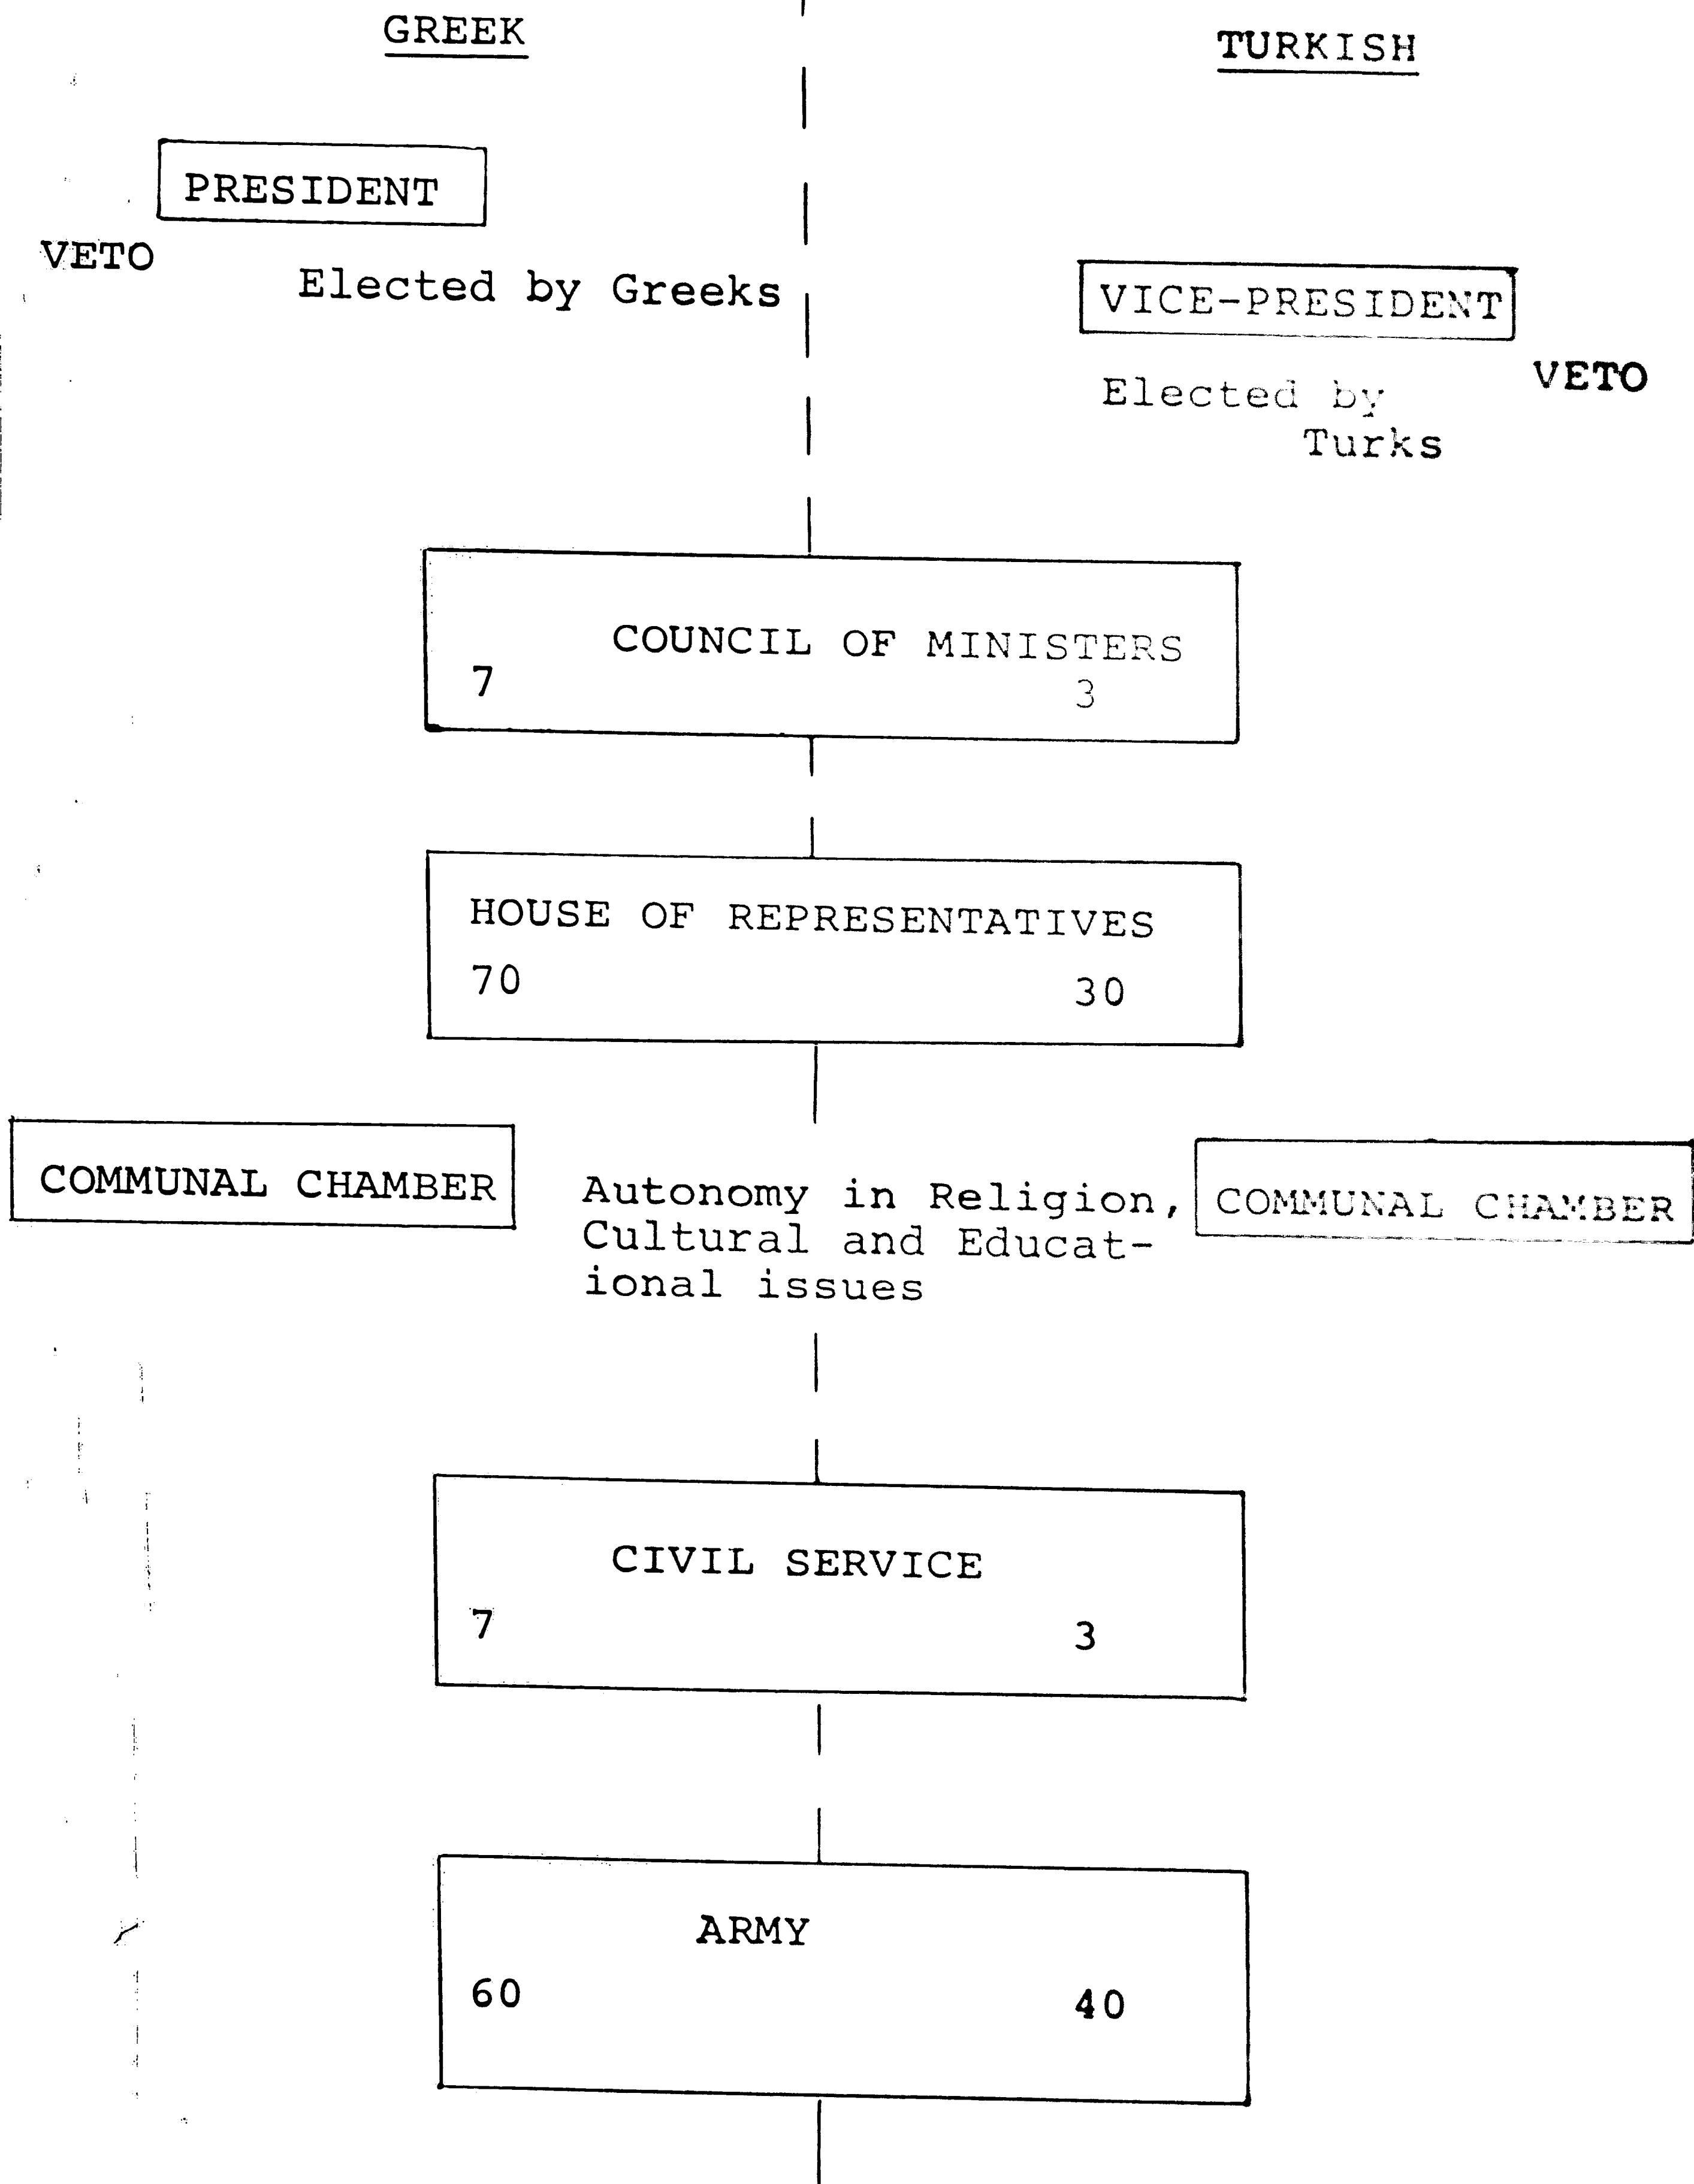 GREEK
TURKISH
PRESIDENT
VETO
Elected by Greeks
VICE-PRESIDENT
VETO
Elected by
Turks
COUNCIL OF MINISTERS
7 3
HOUSE OF REPRESENTATIVES
70 30
COMMUNAL CHAMBER
Autonomy in Religion,
Cultural and Educat-
ional issues
COMMUNAL CHAMBER
CIVIL SERVICE
7 3
ARMY
60 40